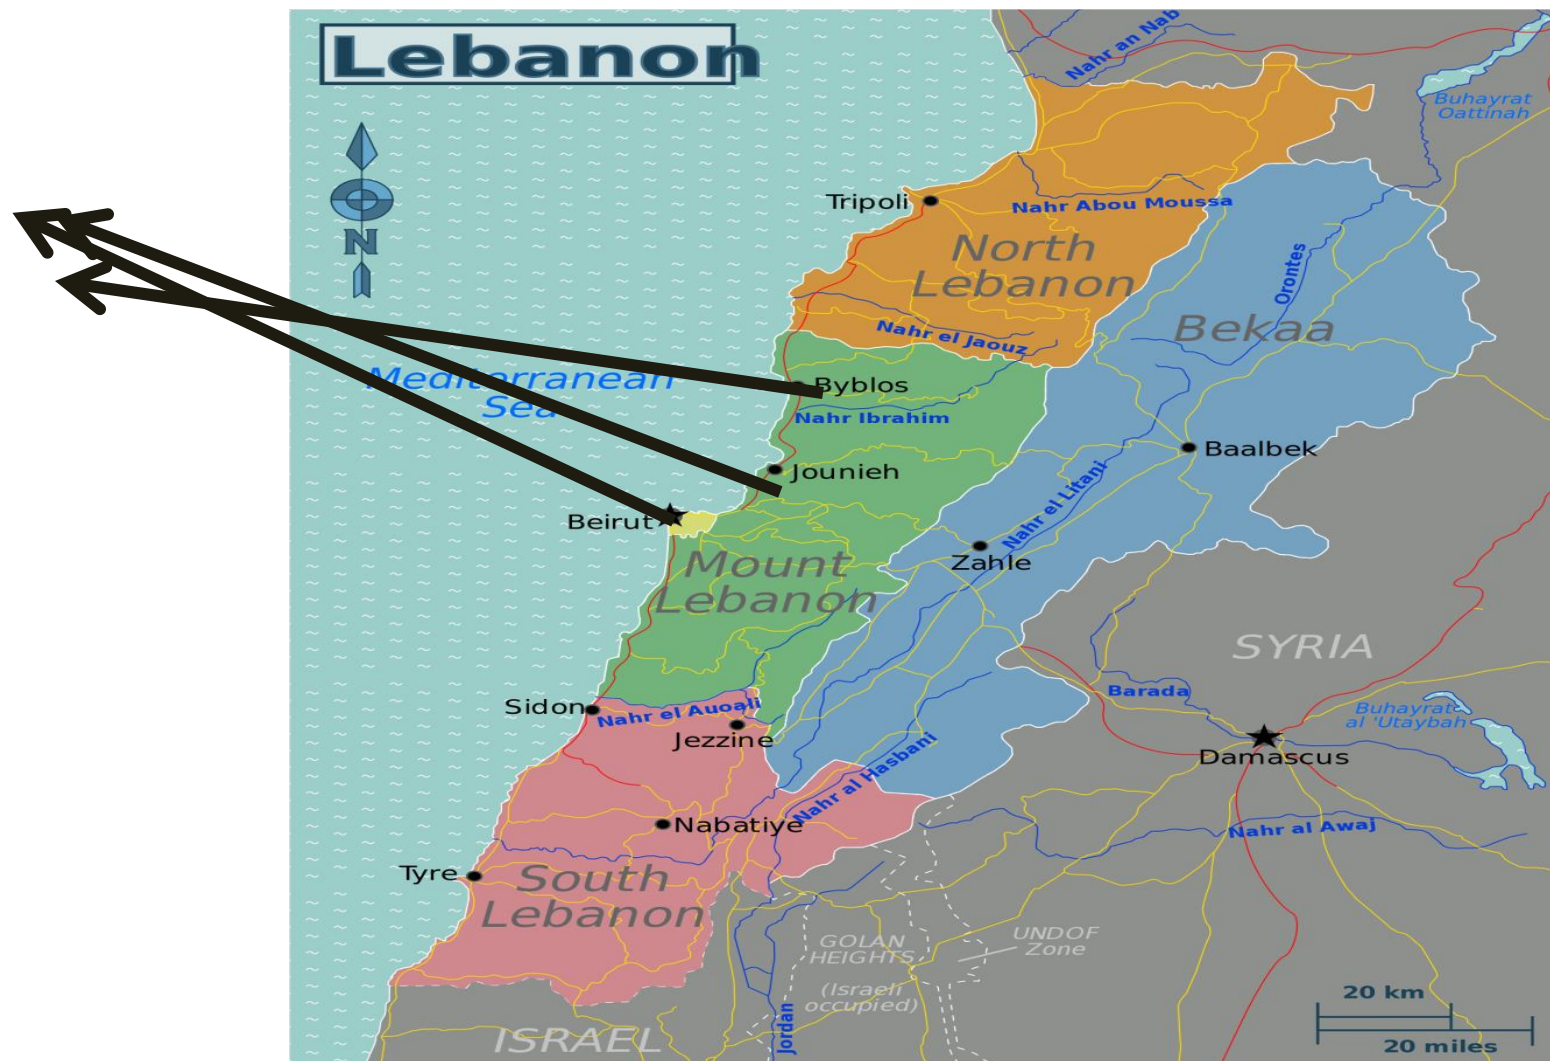 Lebanon
Nahr an Nab
Buhayrat
Qattinah
N
Tripoli
Nahr Abou Moussa
North
Lebanon
Orontes
Bekaa
Nahr el Jaouz
Mediterranean
Sea
Byblos
Nahr Ibrahim
Jounieh
Baalbek
Nahr el Litani
Beirut
Zahle
Mount
Lebanon
SYRIA
Barada
Buhayrat
al 'Utaybah
Sidon
Nahr el Auoali
Jezzine
Damascus
Nahr al Hasbani
Nabatiye
Nahr al Awaj
Tyre
South
Lebanon
GOLAN
HEIGHTS
(Israeli
occupied)
UNDOF
Zone
Jordan
ISRAEL
20 km
20 miles